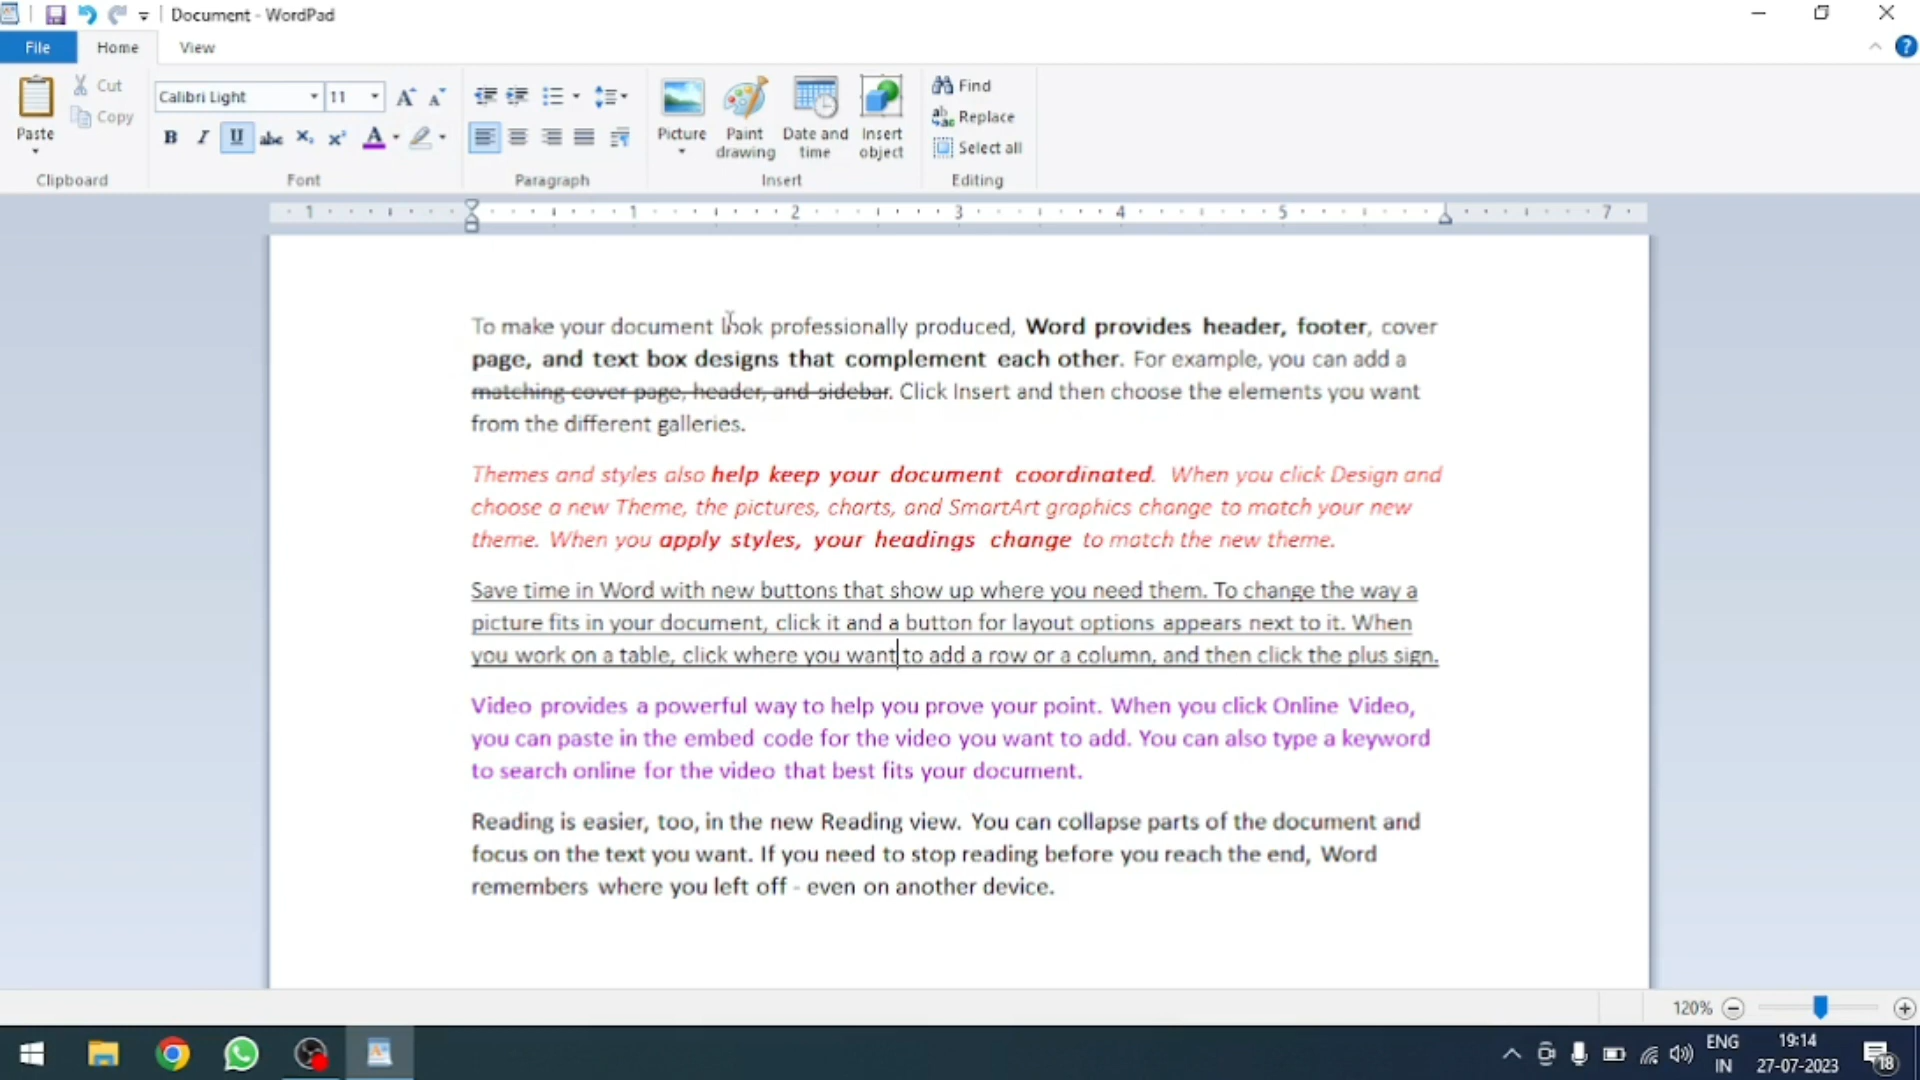 Document - WordPad
File Home View
Paste
Cut
Copy
Clipboard
Calibri Light 11
B I U abc X₂ X² A
Font
Paragraph
Picture
Paint drawing
Date and time
Insert object
Insert
Find
Replace
Select all
Editing
1 1 2 3 4 5 7
To make your document look professionally produced, Word provides header, footer, cover
page, and text box designs that complement each other. For example, you can add a
matching cover page, header, and sidebar. Click Insert and then choose the elements you want
from the different galleries.
Themes and styles also help keep your document coordinated. When you click Design and
choose a new Theme, the pictures, charts, and SmartArt graphics change to match your new
theme. When you apply styles, your headings change to match the new theme.
Save time in Word with new buttons that show up where you need them. To change the way a
picture fits in your document, click it and a button for layout options appears next to it. When
you work on a table, click where you want to add a row or a column, and then click the plus sign.
Video provides a powerful way to help you prove your point. When you click Online Video,
you can paste in the embed code for the video you want to add. You can also type a keyword
to search online for the video that best fits your document.
Reading is easier, too, in the new Reading view. You can collapse parts of the document and
focus on the text you want. If you need to stop reading before you reach the end, Word
remembers where you left off - even on another device.
120%
ENG
IN
19:14
27-07-2023
18